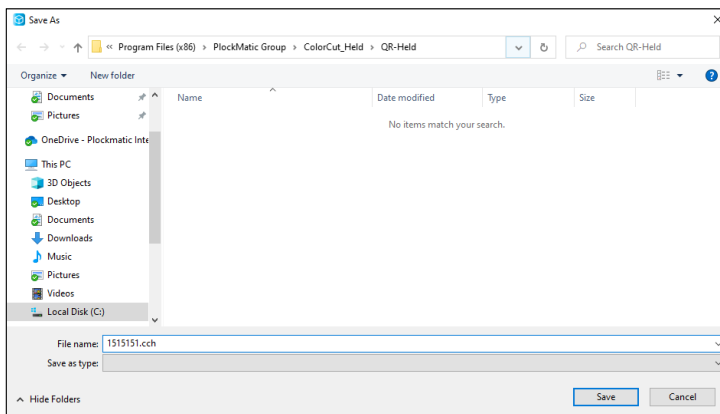 Save As
« Program Files (x86) > PlockMatic Group > ColorCut_Held > QR-Held
Search QR-Held
Organize
New folder
Name
Date modified
Type
Size
No items match your search.
Documents
Pictures
OneDrive - Plockmatic Inte
This PC
3D Objects
Desktop
Documents
Downloads
Music
Pictures
Videos
Local Disk (C:)
File name: 1515151.cch
Save as type:
Hide Folders
Save
Cancel